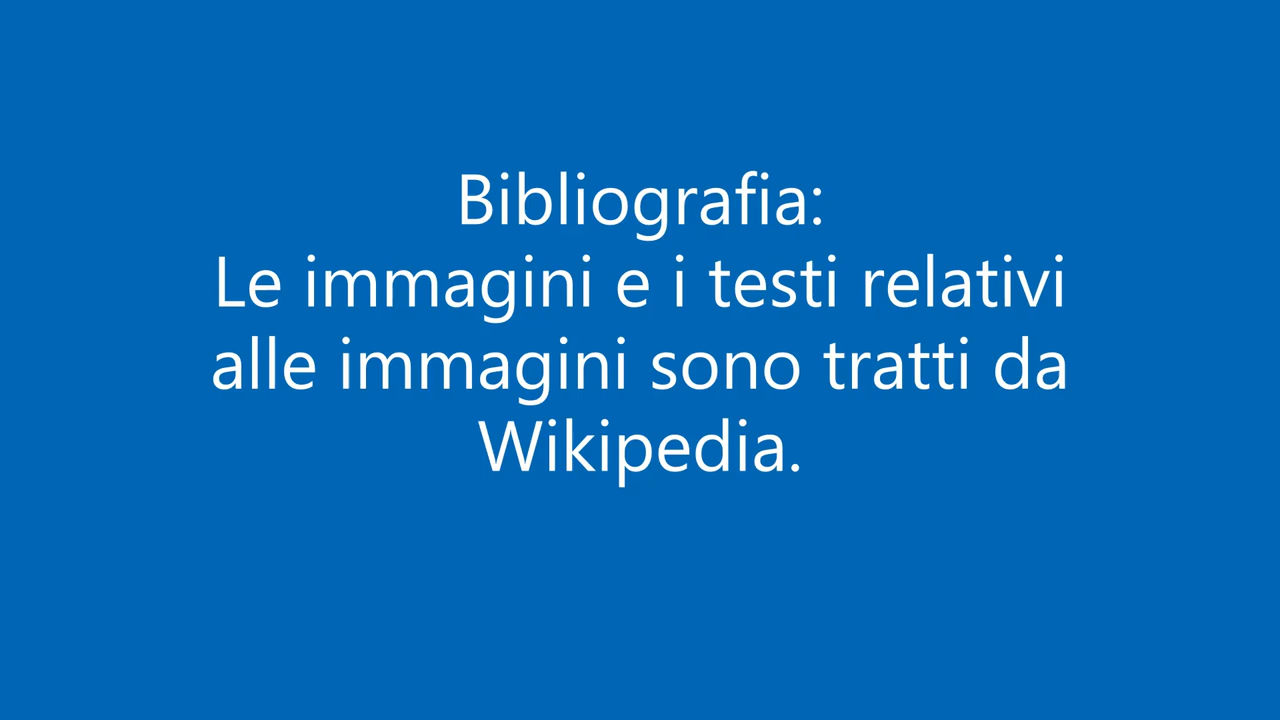 Bibliografia:
Le immagini e i testi relativi
alle immagini sono tratti da
Wikipedia.